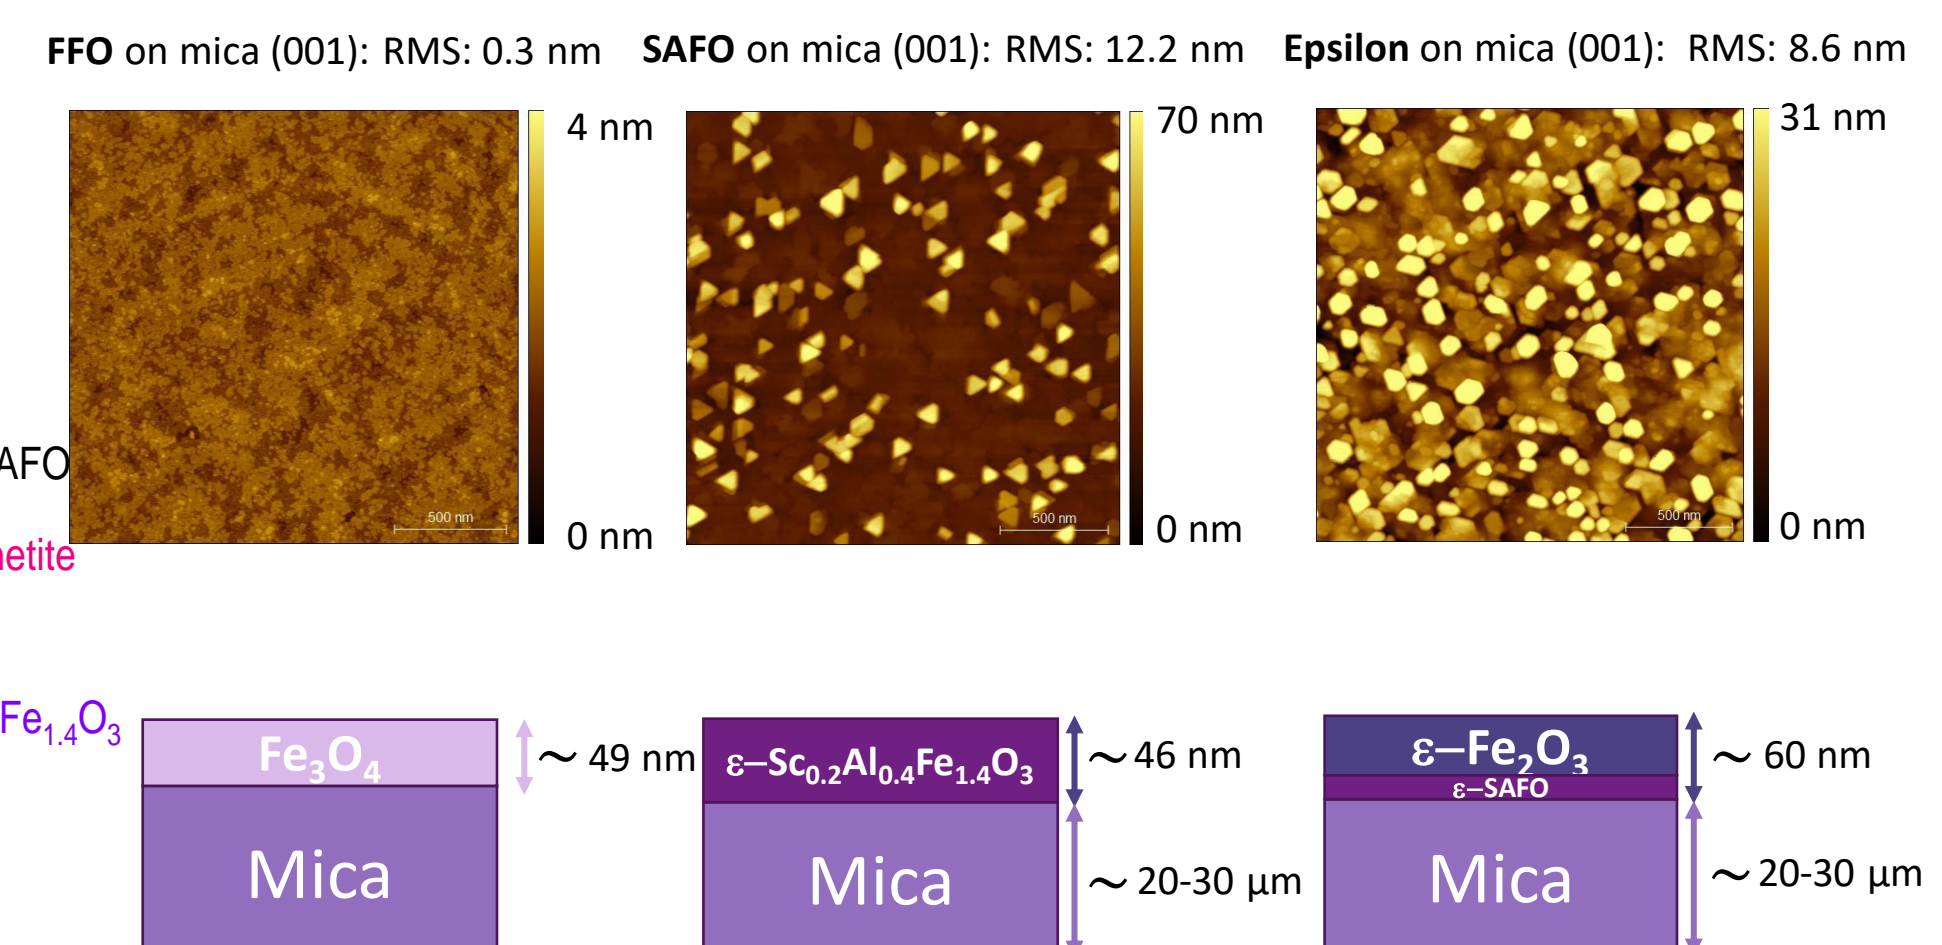 FFO on mica (001): RMS: 0.3 nm
SAFO on mica (001): RMS: 12.2 nm
Epsilon on mica (001): RMS: 8.6 nm
4 nm
70 nm
31 nm
500 nm
500 nm
500 nm
0 nm
0 nm
0 nm
AFO
netite
Fe₁.₄O₃
Fe₃O₄
~ 49 nm
ε–Sc₀.₂Al₀.₄Fe₁.₄O₃
~ 46 nm
ε–Fe₂O₃
ε–SAFO
~ 60 nm
Mica
Mica
~ 20-30 µm
Mica
~ 20-30 µm